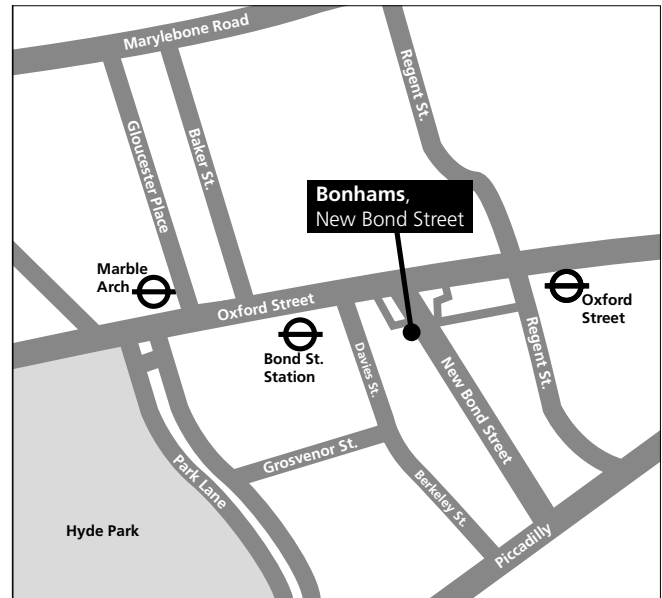 Marylebone Road
Regent St.
Gloucester Place
Baker St.
Bonhams,
New Bond Street
Marble
Arch
Oxford Street
Oxford
Street
Bond St.
Station
Davies St.
New Bond Street
Regent St.
Grosvenor St.
Park Lane
Berkeley St.
Hyde Park
Piccadilly